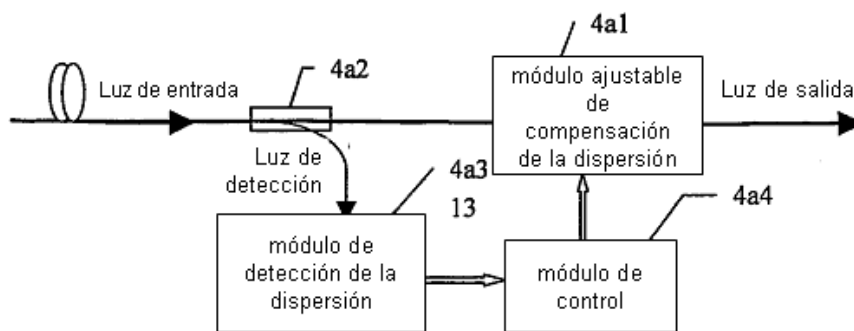 4a1
4a2
Luz de entrada
módulo ajustable
de
compensación
de la dispersión
Luz de salida
Luz de
detección
4a3
13
4a4
módulo de
detección de la
dispersión
módulo de
control